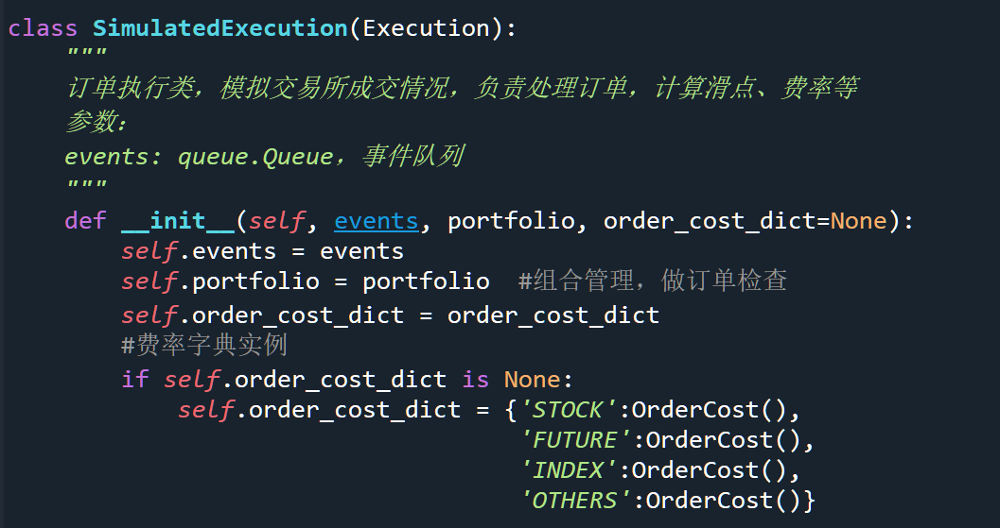 class SimulatedExecution(Execution):
    """
    订单执行类，模拟交易所成交情况，负责处理订单，计算滑点、费率等
    参数：
    events: queue.Queue，事件队列
    """
    def __init__(self, events, portfolio, order_cost_dict=None):
        self.events = events
        self.portfolio = portfolio  #组合管理，做订单检查
        self.order_cost_dict = order_cost_dict
        #费率字典实例
        if self.order_cost_dict is None:
            self.order_cost_dict = {'STOCK':OrderCost(),
                                    'FUTURE':OrderCost(),
                                    'INDEX':OrderCost(),
                                    'OTHERS':OrderCost()}